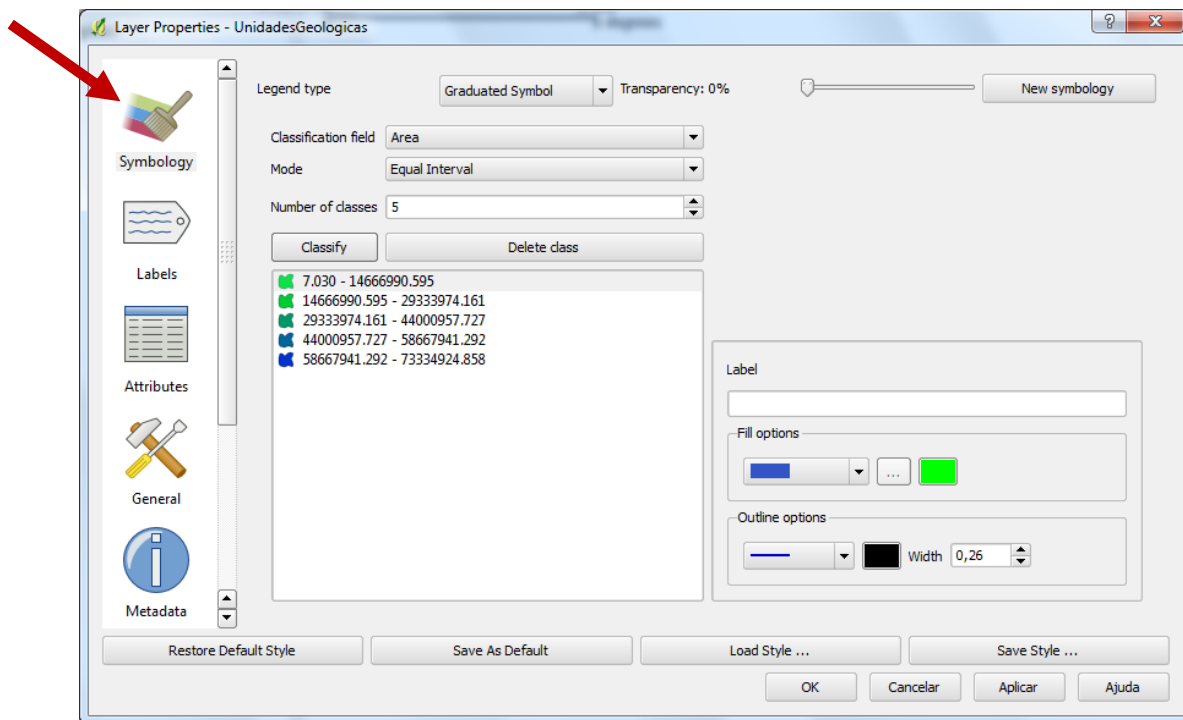 Layer Properties - UnidadesGeologicas
Symbology
Labels
Attributes
General
Metadata
Legend type Graduated Symbol Transparency: 0% New symbology
Classification field Area
Mode Equal Interval
Number of classes 5
Classify Delete class
7.030 - 14666990.595
14666990.595 - 29333974.161
29333974.161 - 44000957.727
44000957.727 - 58667941.292
58667941.292 - 73334924.858
Label
Fill options
...
Outline options
Width 0,26
Restore Default Style Save As Default Load Style ... Save Style ...
OK Cancelar Aplicar Ajuda